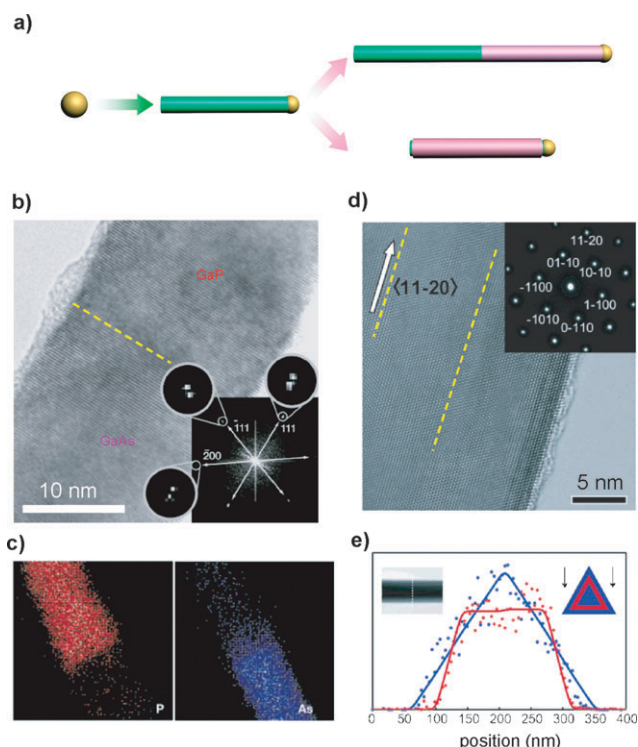 a)
b)
GaP
GaAs
-111
111
-200
10 nm
c)
P
As
d)
⟨11-20⟩
11-20
01-10
10-10
-1100
1-100
-1010
0-110
5 nm
e)
0 50 100 150 200 250 300 350 400
position (nm)